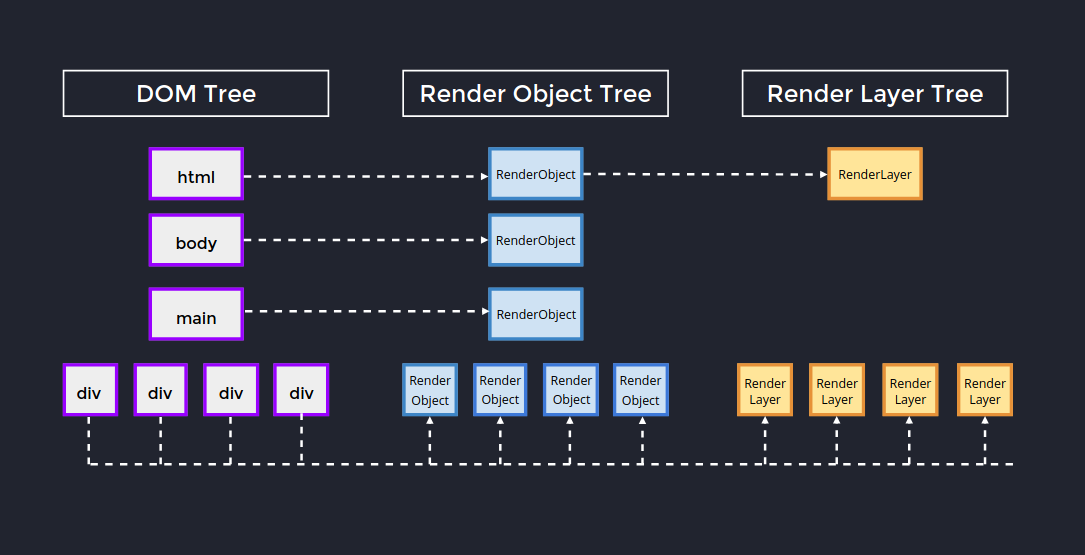 DOM Tree
Render Object Tree
Render Layer Tree
html
RenderObject
RenderLayer
body
RenderObject
main
RenderObject
div
div
div
div
Render
Object
Render
Object
Render
Object
Render
Object
Render
Layer
Render
Layer
Render
Layer
Render
Layer